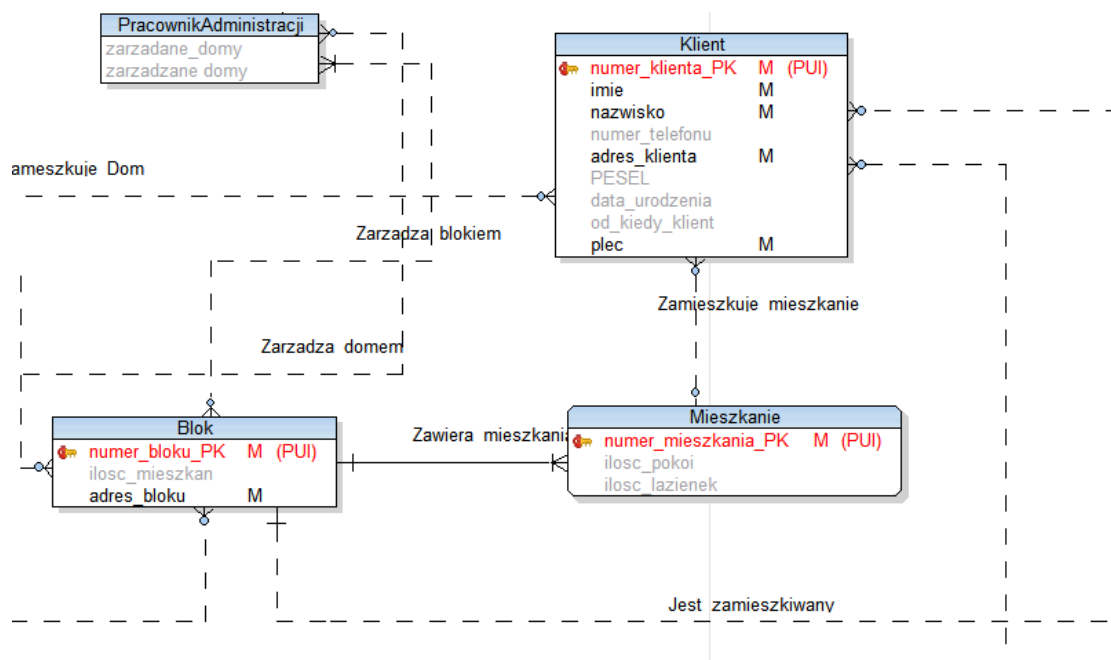 PracownikAdministracji
zarzadane_domy
zarzadzane domy
Klient
numer_klienta_PK M (PUI)
imie M
nazwisko M
numer_telefonu
adres_klienta M
PESEL
data_urodzenia
od_kiedy_klient
plec M
ameszkuje Dom
Zarzadza blokiem
Zamieszkuje mieszkanie
Zarzadza domem
Blok
numer_bloku_PK M (PUI)
ilosc_mieszkan
adres_bloku M
Zawiera mieszkania
Mieszkanie
numer_mieszkania_PK M (PUI)
ilosc_pokoi
ilosc_lazienek
Jest zamieszkiwany